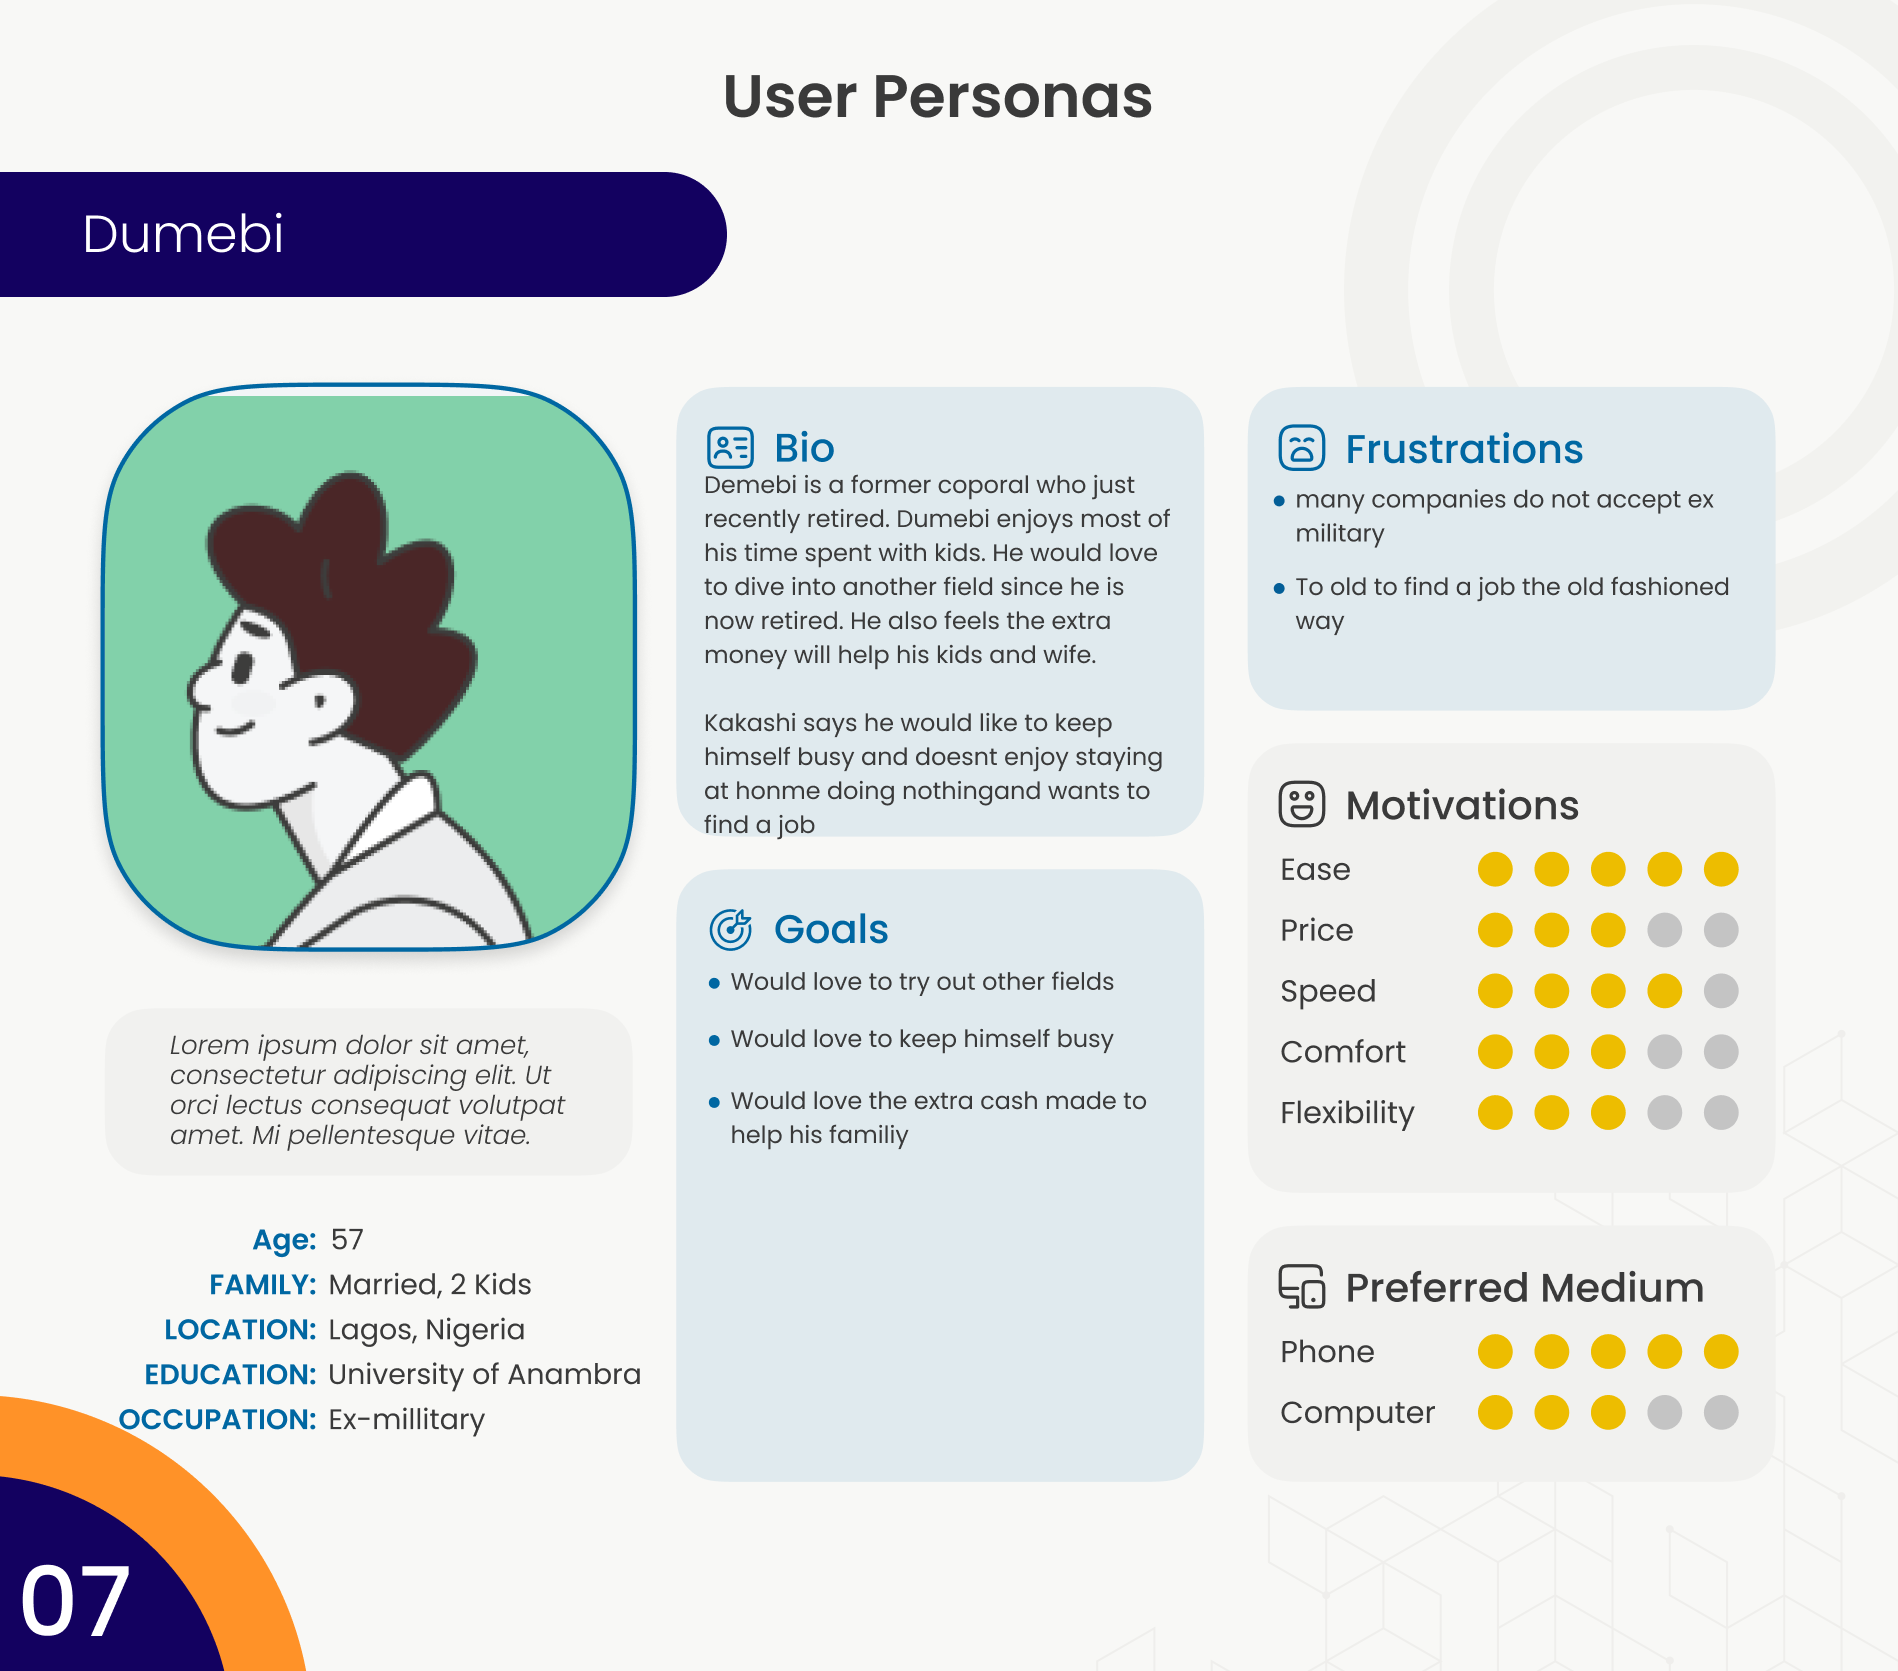 User Personas
Dumebi
Lorem ipsum dolor sit amet,
consectetur adipiscing elit. Ut
orci lectus consequat volutpat
amet. Mi pellentesque vitae.
Age: 57
FAMILY: Married, 2 Kids
LOCATION: Lagos, Nigeria
EDUCATION: University of Anambra
OCCUPATION: Ex-millitary
07
Bio
Demebi is a former coporal who just
recently retired. Dumebi enjoys most of
his time spent with kids. He would love
to dive into another field since he is
now retired. He also feels the extra
money will help his kids and wife.
Kakashi says he would like to keep
himself busy and doesnt enjoy staying
at honme doing nothingand wants to
find a job
Goals
Would love to try out other fields
Would love to keep himself busy
Would love the extra cash made to
help his familiy
Frustrations
many companies do not accept ex
military
To old to find a job the old fashioned
way
Motivations
Ease
Price
Speed
Comfort
Flexibility
Preferred Medium
Phone
Computer